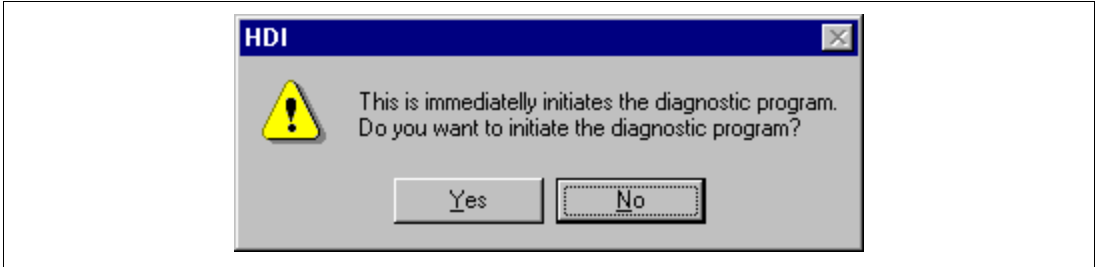 HDI
This is immediatelly initiates the diagnostic program.
Do you want to initiate the diagnostic program?
Yes
No